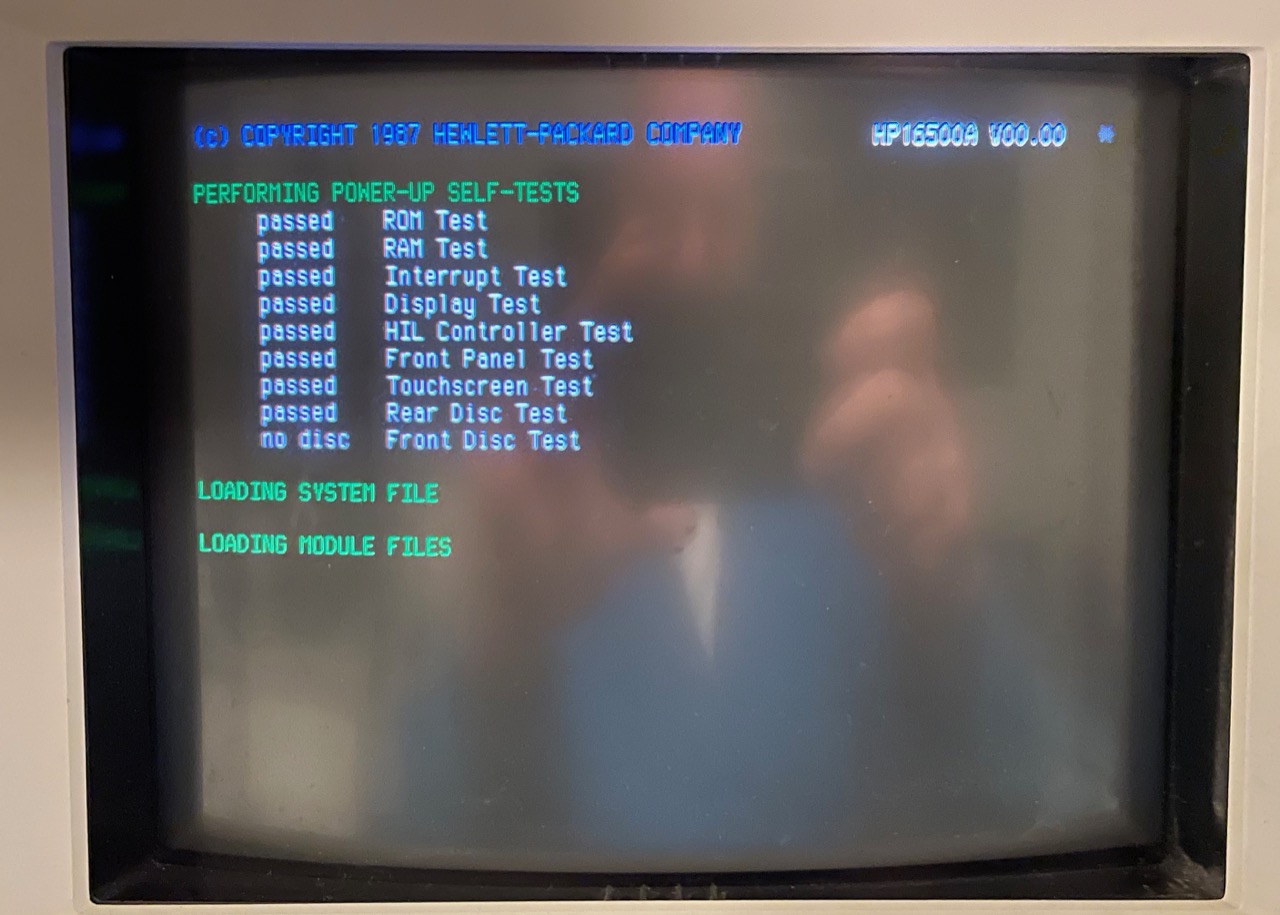 (c) COPYRIGHT 1987 HEWLETT-PACKARD COMPANY HP16500A V00.00 *
PERFORMING POWER-UP SELF-TESTS
passed ROM Test
passed RAM Test
passed Interrupt Test
passed Display Test
passed HIL Controller Test
passed Front Panel Test
passed Touchscreen Test
passed Rear Disc Test
no disc Front Disc Test
LOADING SYSTEM FILE
LOADING MODULE FILES